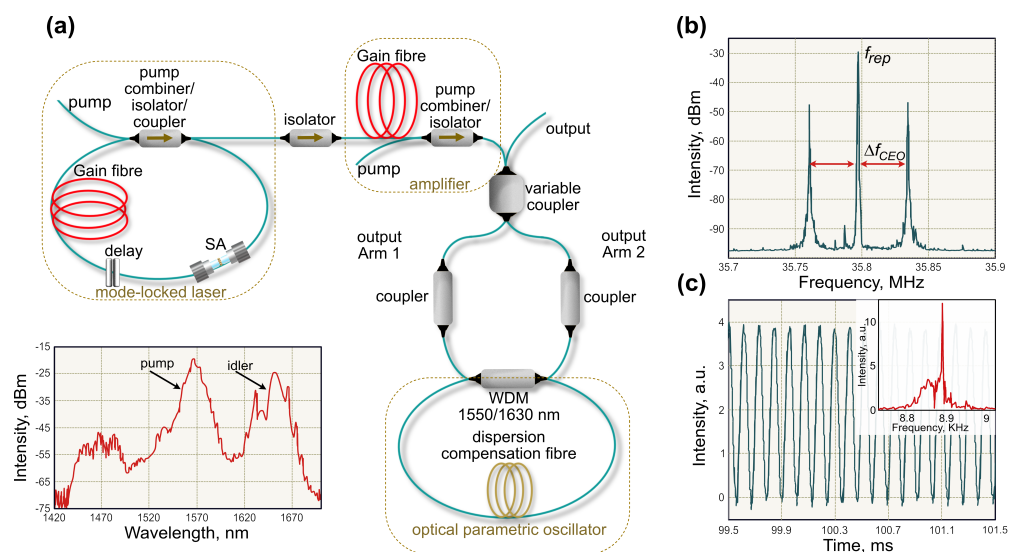 (a)
pump
pump
combiner/
isolator/
coupler
isolator
Gain fibre
pump
combiner/
isolator
pump
amplifier
output
variable
coupler
Gain fibre
delay
SA
mode-locked laser
output
Arm 1
output
Arm 2
coupler
coupler
WDM
1550/1630 nm
dispersion
compensation fibre
optical parametric oscillator
-15
-25
-35
-45
-55
-65
-75
Intensity, dBm
pump
idler
1420
1470
1520
1570
1620
1670
Wavelength, nm
(b)
-30
-40
-50
-60
-70
-80
-90
Intensity, dBm
frep
ΔfCEO
35.7
35.75
35.8
35.85
35.9
Frequency, MHz
(c)
4
3
2
1
0
Intensity, a.u.
99.5
99.9
100.3
100.7
101.1
101.5
Time, ms
10
5
0
Intensity, a.u.
8.8
8.9
9
Frequency, KHz